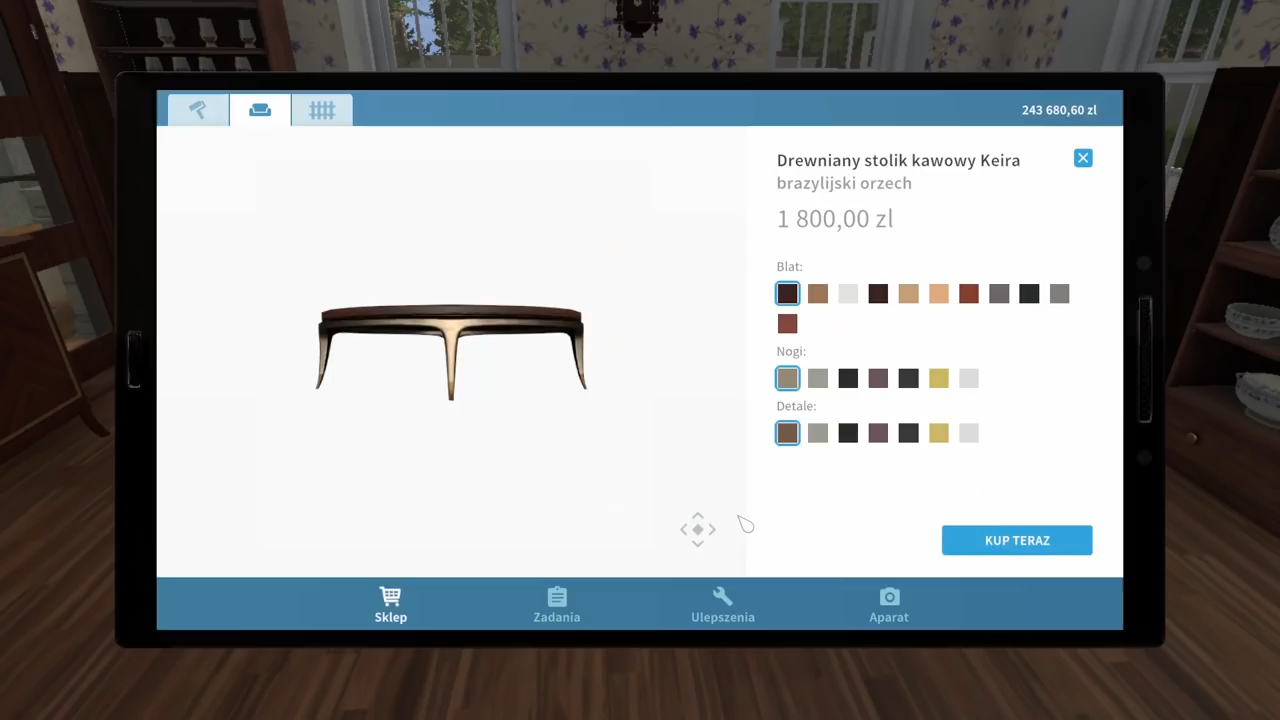 243 680,60 zl
Drewniany stolik kawowy Keira
brazylijski orzech
1 800,00 zl
Blat:
Nogi:
Detale:
KUP TERAZ
Sklep
Zadania
Ulepszenia
Aparat